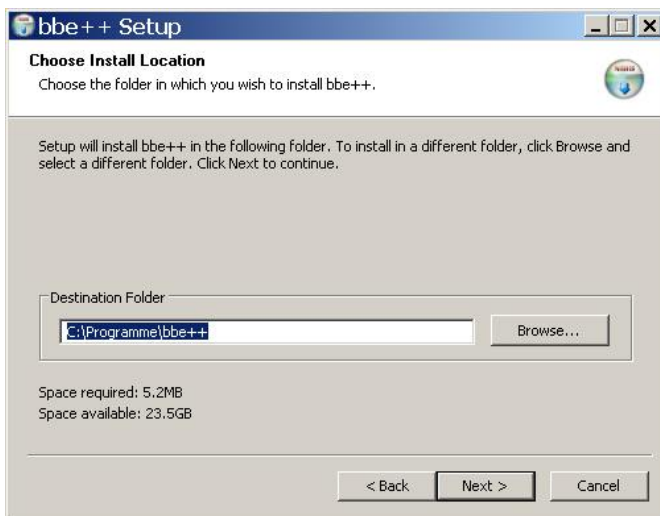 bbe++ Setup
Choose Install Location
Choose the folder in which you wish to install bbe++.
Setup will install bbe++ in the following folder. To install in a different folder, click Browse and
select a different folder. Click Next to continue.
Destination Folder
C:\Programme\bbe++
Browse...
Space required: 5.2MB
Space available: 23.5GB
< Back
Next >
Cancel